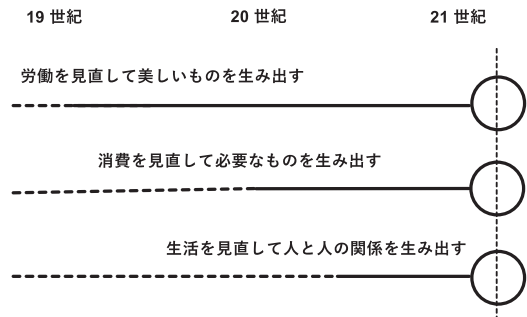 19 世紀 20 世紀 21 世紀
労働を見直して美しいものを生み出す
消費を見直して必要なものを生み出す
生活を見直して人と人の関係を生み出す